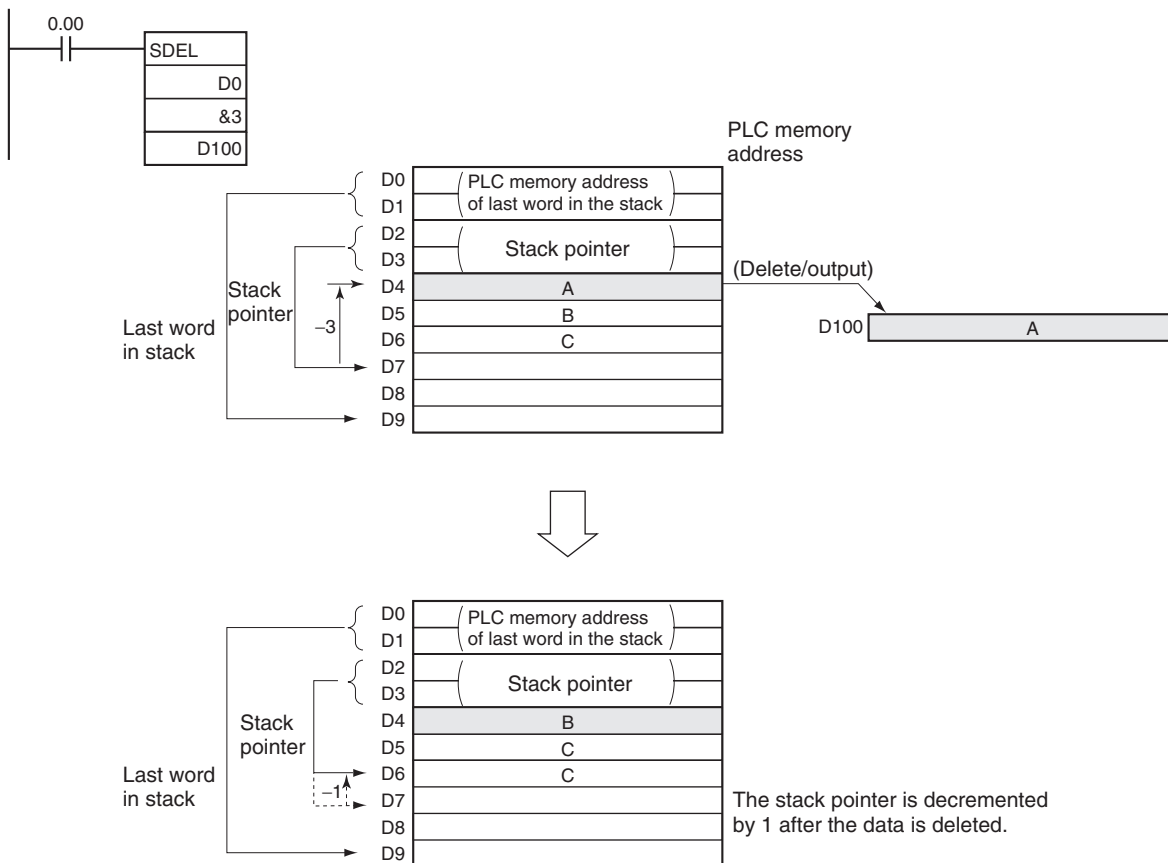 0.00
SDEL
D0
&3
D100
PLC memory
address
D0
D1
PLC memory address
of last word in the stack
D2
D3
Stack pointer
D4
A
(Delete/output)
D5
B
D6
C
D7
D8
D9
Stack
pointer
–3
Last word
in stack
D100
A
D0
D1
PLC memory address
of last word in the stack
D2
D3
Stack pointer
D4
B
D5
C
D6
C
D7
D8
D9
Stack
pointer
–1
Last word
in stack
The stack pointer is decremented
by 1 after the data is deleted.